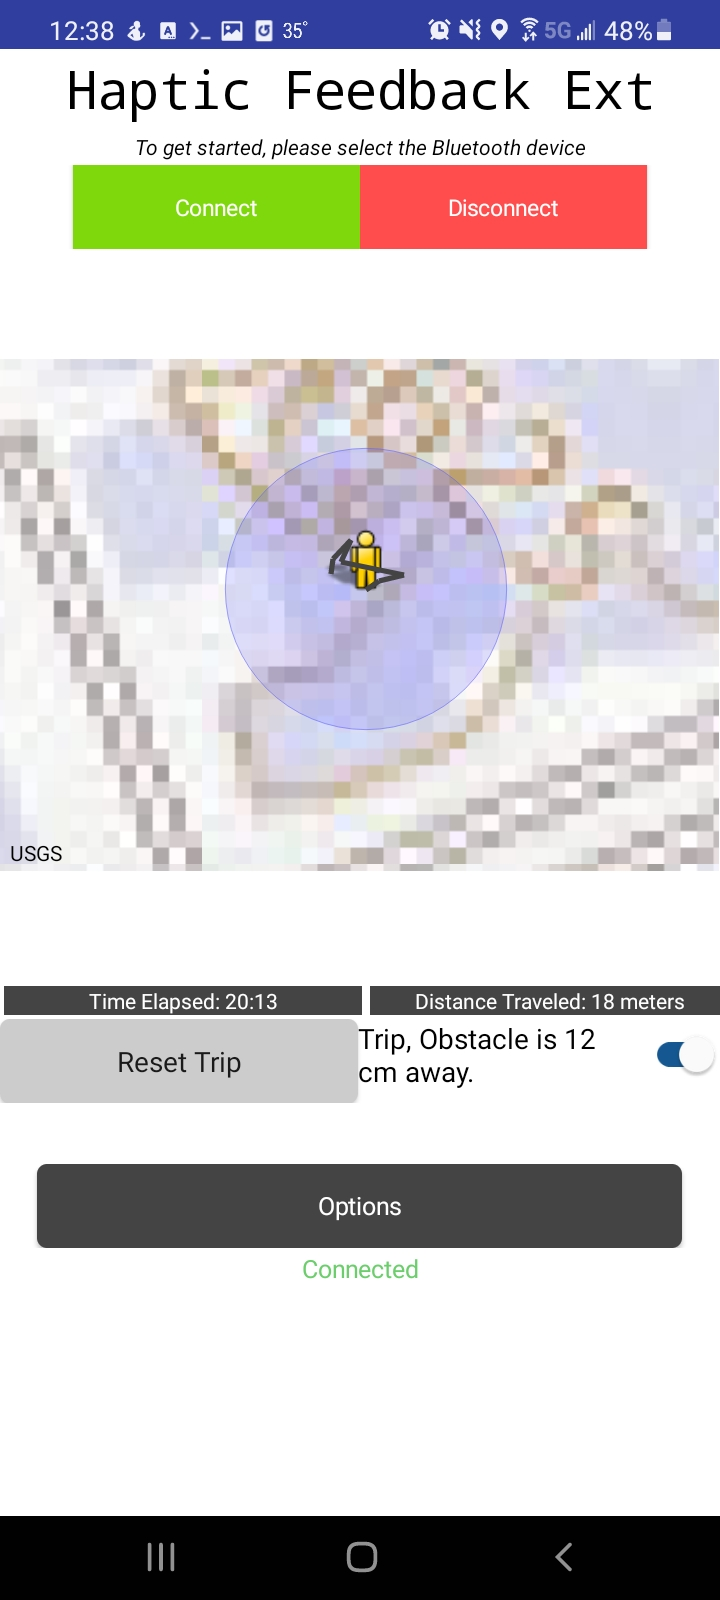 12:38 35° 5G 48%
Haptic Feedback Ext
To get started, please select the Bluetooth device
Connect Disconnect
USGS
Time Elapsed: 20:13 Distance Traveled: 18 meters
Reset Trip
Trip, Obstacle is 12
cm away.
Options
Connected